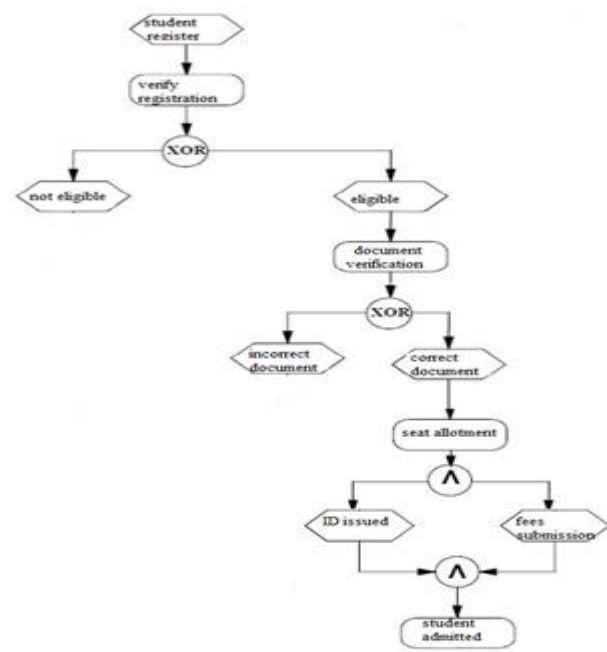 student
register
verify
registration
XOR
not eligible
eligible
document
verification
XOR
incorrect
document
correct
document
seat allotment
∧
ID issued
fees
submission
∧
student
admitted